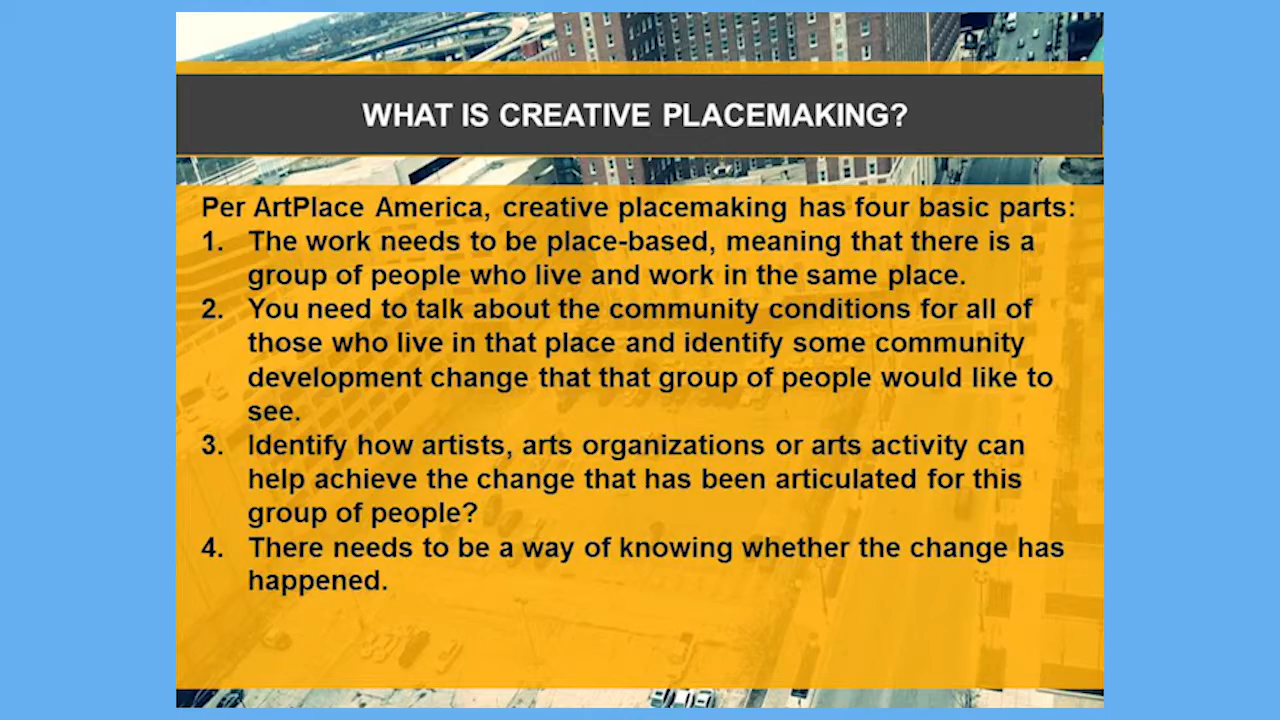 WHAT IS CREATIVE PLACEMAKING?
Per ArtPlace America, creative placemaking has four basic parts:
1. The work needs to be place-based, meaning that there is a
group of people who live and work in the same place.
2. You need to talk about the community conditions for all of
those who live in that place and identify some community
development change that that group of people would like to
see.
3. Identify how artists, arts organizations or arts activity can
help achieve the change that has been articulated for this
group of people?
4. There needs to be a way of knowing whether the change has
happened.